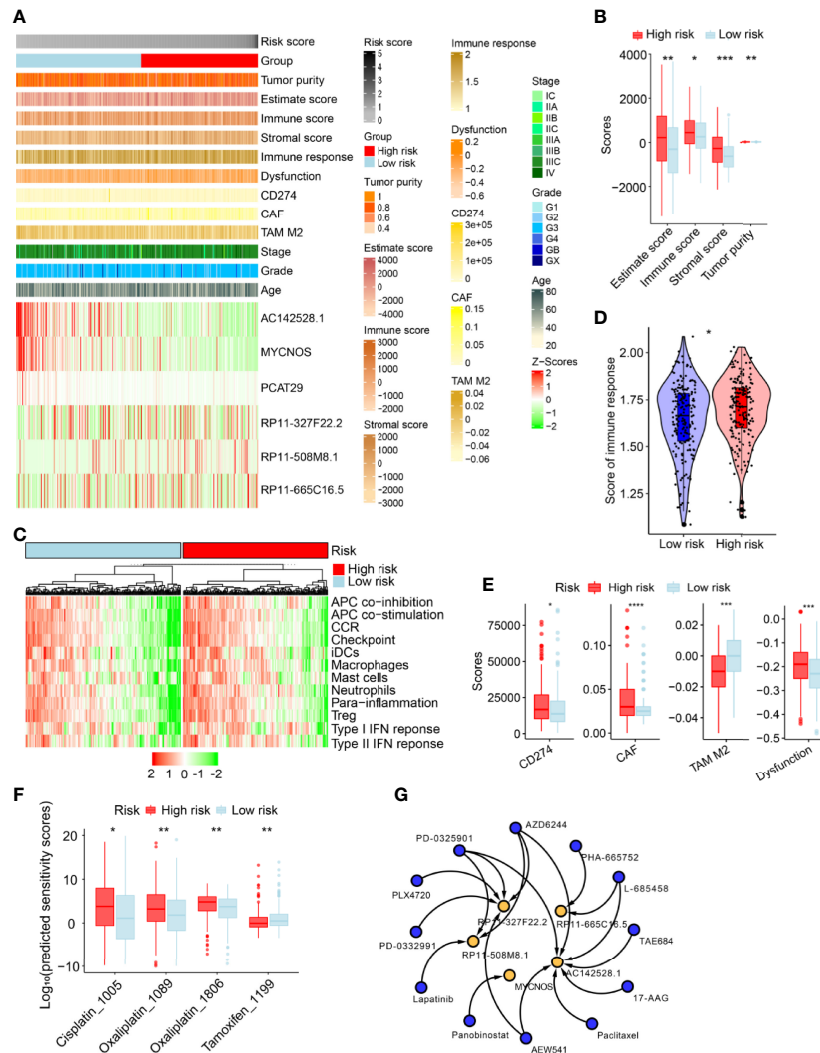 A
Risk score
Group
Tumor purity
Estimate score
Immune score
Stromal score
Immune response
Dysfunction
CD274
CAF
TAM M2
Stage
Grade
Age
AC142528.1
MYCNOS
PCAT29
RP11-327F22.2
RP11-508M8.1
RP11-665C16.5
Risk score
5
4
3
2
1
0
Group
High risk
Low risk
Tumor purity
1
0.8
0.6
0.4
Estimate score
4000
2000
0
-2000
-4000
Immune score
3000
2000
1000
0
-1000
-2000
Stromal score
2000
1000
0
-1000
-2000
-3000
Immune response
2
1.5
1
Dysfunction
0.2
0
-0.2
-0.4
-0.6
CD274
3e+05
2e+05
1e+05
0
CAF
0.15
0.1
0.05
0
TAM M2
0.04
0.02
0
-0.02
-0.04
-0.06
Stage
IC
IIA
IIB
IIC
IIIA
IIIB
IIIC
IV
Grade
G1
G2
G3
G4
GB
GX
Age
80
60
40
20
Z-Scores
2
1
0
-1
-2
B
High risk Low risk
** * *** **
Scores
4000
2000
0
-2000
Estimate score
Immune score
Stromal score
Tumor purity
C
Risk
High risk
Low risk
APC co-inhibition
APC co-stimulation
CCR
Checkpoint
iDCs
Macrophages
Mast cells
Neutrophils
Para-inflammation
Treg
Type I IFN reponse
Type II IFN reponse
2 1 0 -1 -2
D
*
Score of immune response
2.00
1.75
1.50
1.25
Low risk High risk
E
Risk High risk Low risk
* **** *** ***
Scores
75000
50000
25000
0
CD274
0.10
0.05
0.00
CAF
0.02
0.00
-0.02
-0.04
TAM M2
0.0
-0.1
-0.2
-0.3
-0.4
-0.5
Dysfunction
F
Risk High risk Low risk
* ** ** **
Log₁₀(predicted sensitivity scores)
20
10
0
-10
Cisplatin_1005
Oxaliplatin_1089
Oxaliplatin_1806
Tamoxifen_1199
G
AZD6244
PD-0325901
PHA-665752
L-685458
PLX4720
RP11-327F22.2
RP11-665C16.5
PD-0332991
TAE684
RP11-508M8.1
AC142528.1
MYCNOS
17-AAG
Lapatinib
Panobinostat
Paclitaxel
AEW541